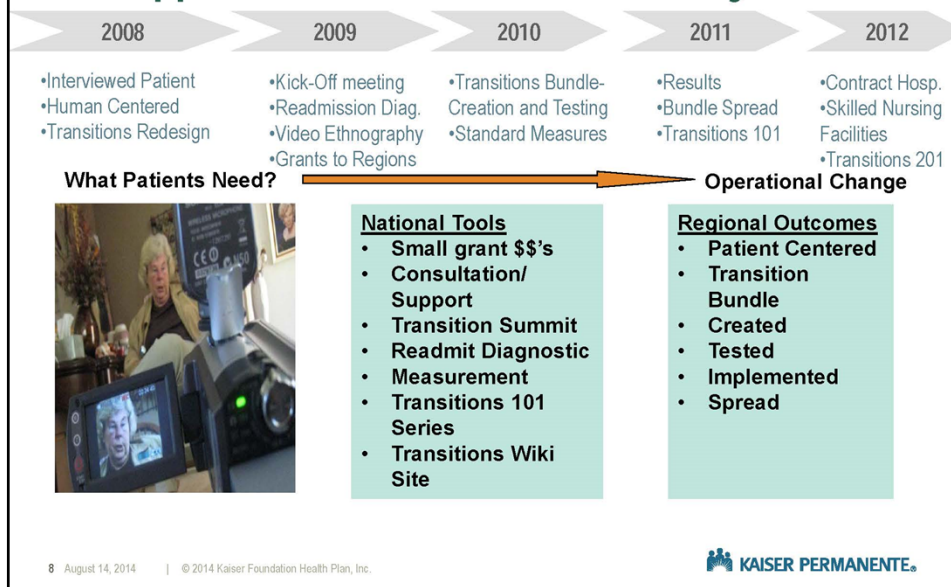 2008
2009
2010
2011
2012
•Interviewed Patient
•Human Centered
•Transitions Redesign
•Kick-Off meeting
•Readmission Diag.
•Video Ethnography
•Grants to Regions
•Transitions Bundle-
Creation and Testing
•Standard Measures
•Results
•Bundle Spread
•Transitions 101
•Contract Hosp.
•Skilled Nursing
Facilities
•Transitions 201
What Patients Need?
Operational Change
WIRELESS MICROPHONE
CE
N50
National Tools
• Small grant $$'s
• Consultation/
Support
• Transition Summit
• Readmit Diagnostic
• Measurement
• Transitions 101
Series
• Transitions Wiki
Site
Regional Outcomes
• Patient Centered
• Transition
Bundle
• Created
• Tested
• Implemented
• Spread
8 August 14, 2014 | © 2014 Kaiser Foundation Health Plan, Inc.
KAISER PERMANENTE®